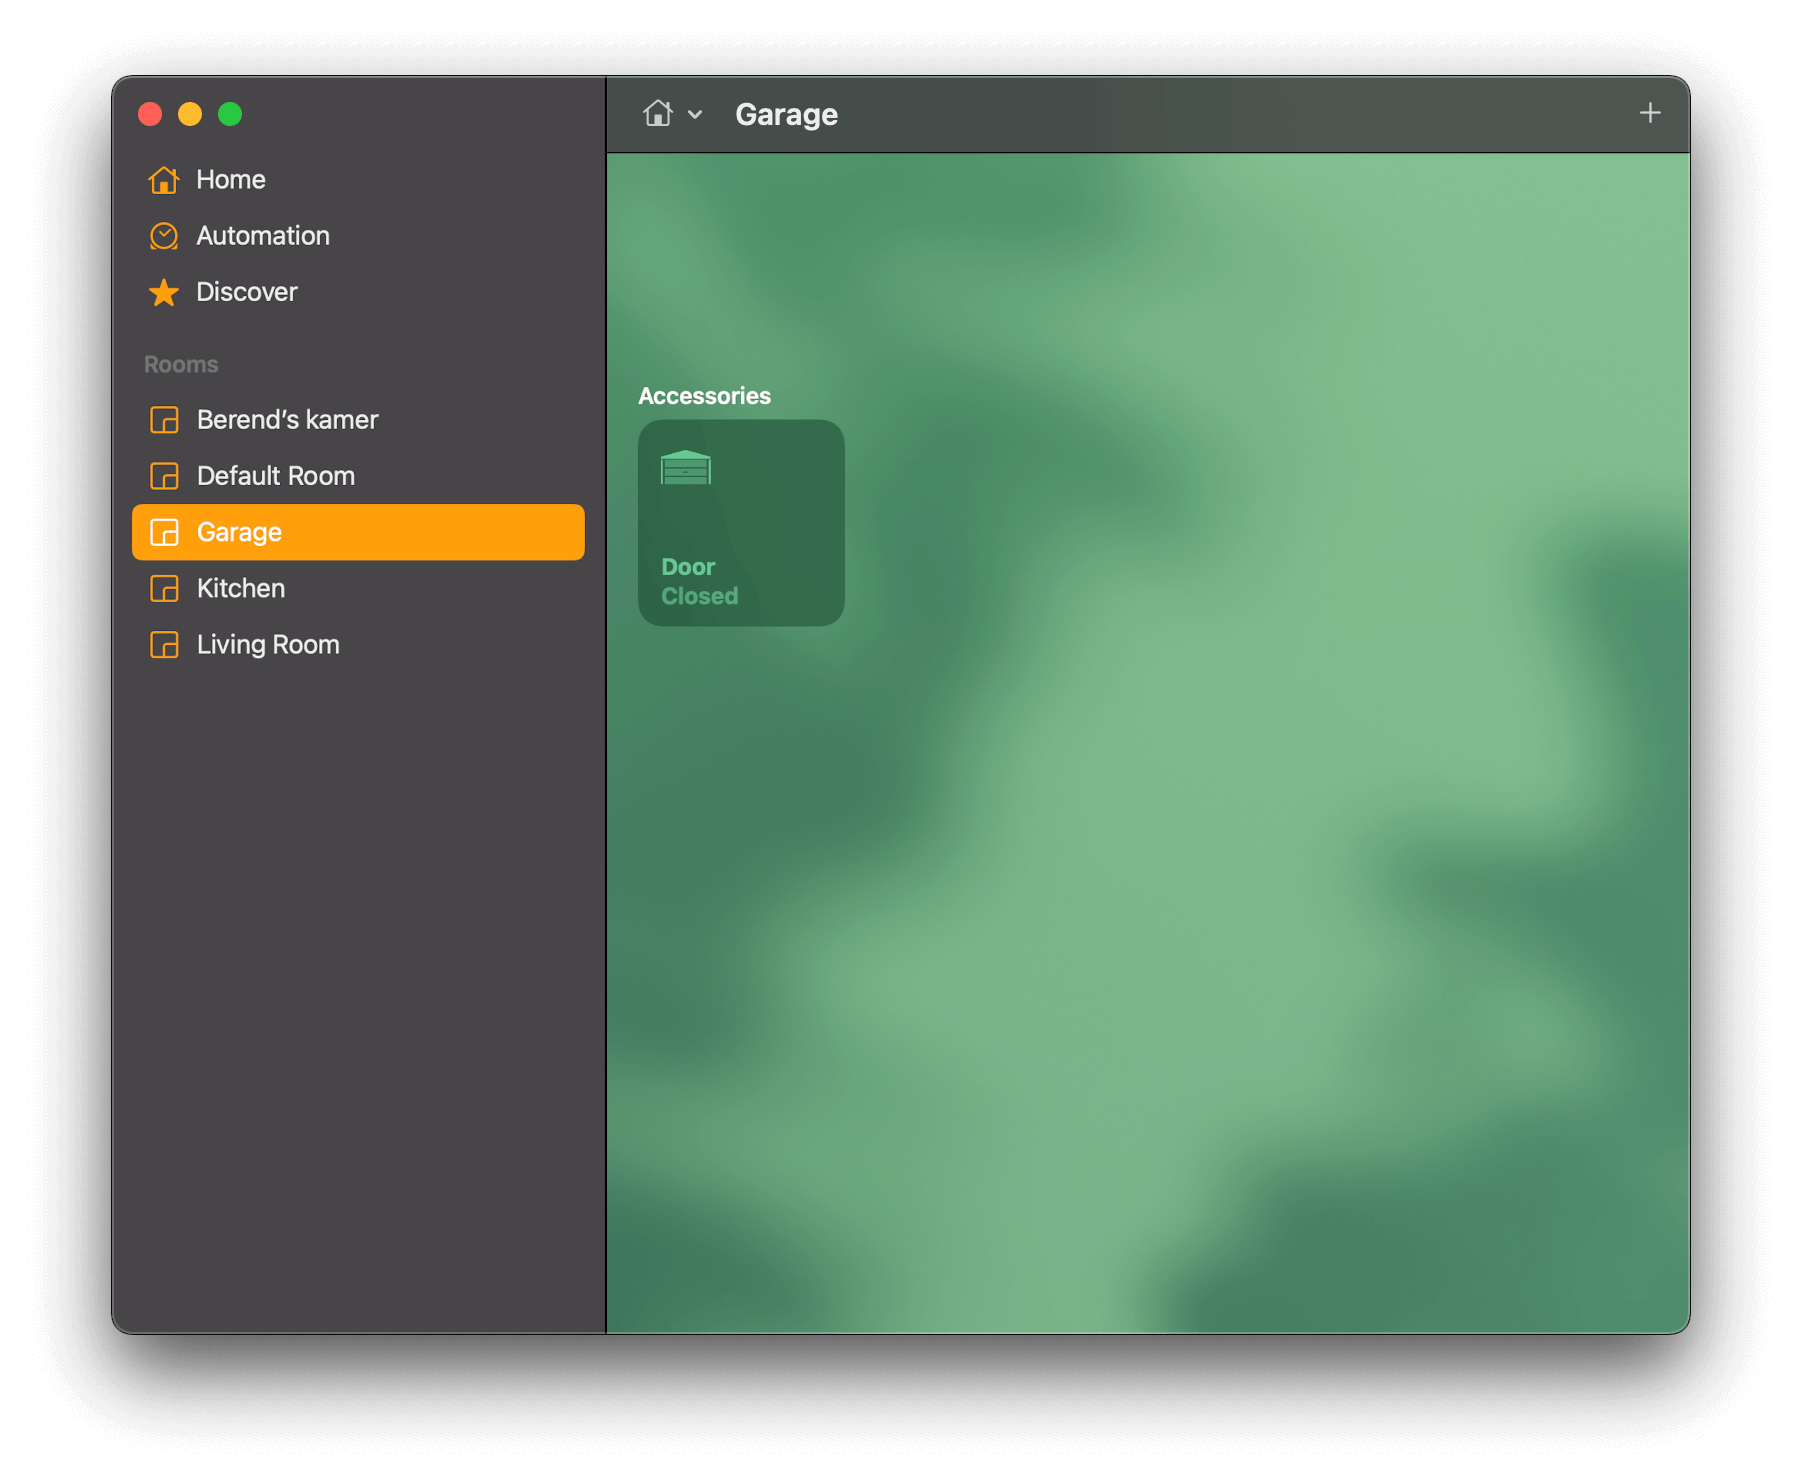 Home
Automation
Discover
Rooms
Berend’s kamer
Default Room
Garage
Kitchen
Living Room
Garage
Accessories
Door
Closed